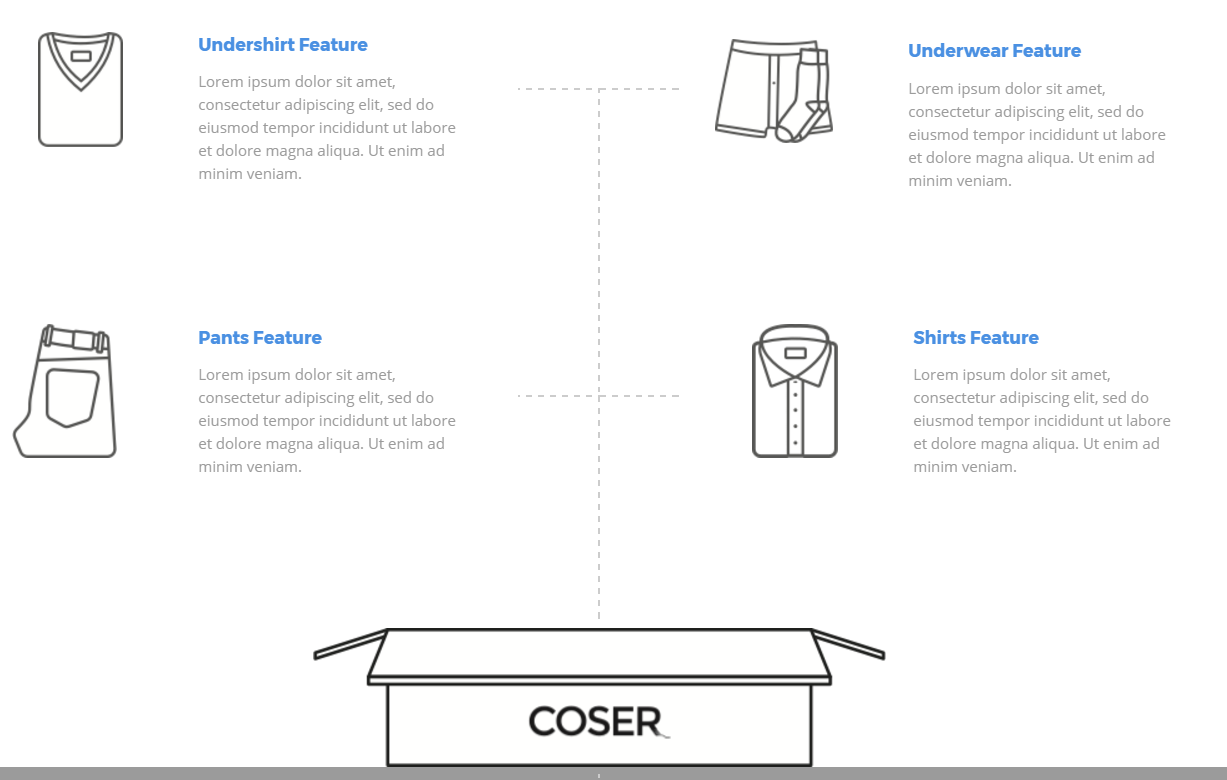 Undershirt Feature
Lorem ipsum dolor sit amet,
consectetur adipiscing elit, sed do
eiusmod tempor incididunt ut labore
et dolore magna aliqua. Ut enim ad
minim veniam.
Underwear Feature
Lorem ipsum dolor sit amet,
consectetur adipiscing elit, sed do
eiusmod tempor incididunt ut labore
et dolore magna aliqua. Ut enim ad
minim veniam.
Pants Feature
Lorem ipsum dolor sit amet,
consectetur adipiscing elit, sed do
eiusmod tempor incididunt ut labore
et dolore magna aliqua. Ut enim ad
minim veniam.
Shirts Feature
Lorem ipsum dolor sit amet,
consectetur adipiscing elit, sed do
eiusmod tempor incididunt ut labore
et dolore magna aliqua. Ut enim ad
minim veniam.
COSER